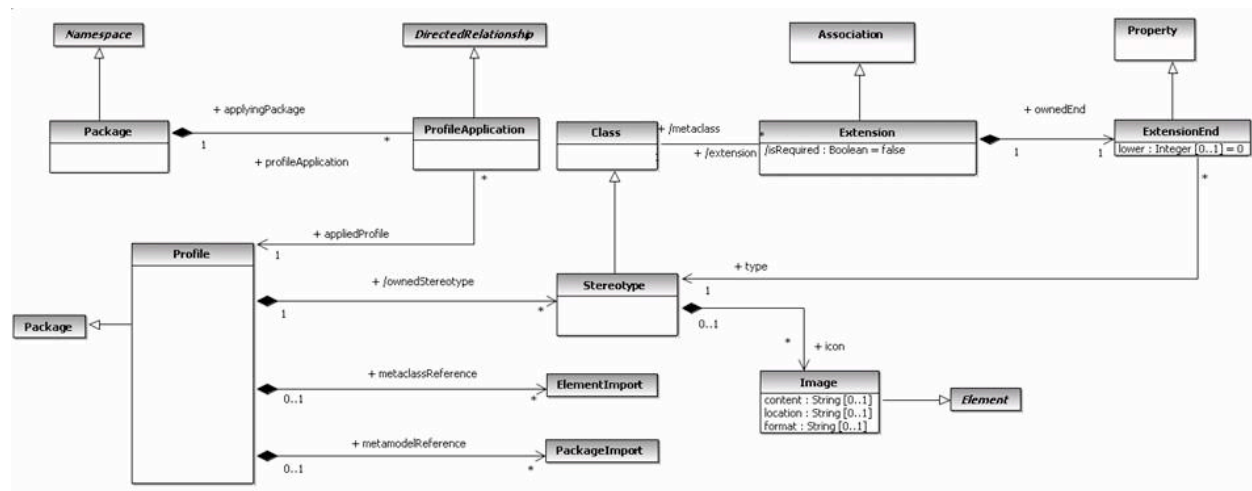 Namespace
DirectedRelationship
Association
Property
+ applyingPackage
+ ownedEnd
Package
ProfileApplication
Class
+ /metaclass
*
Extension
ExtensionEnd
1
*
1
+ /extension
/isRequired : Boolean = false
1
1
lower : Integer [0..1] = 0
+ profileApplication
*
*
+ appliedProfile
1
Profile
+ type
+ /ownedStereotype
Stereotype
1
1
*
Package
0..1
*
+ icon
+ metaclassReference
ElementImport
Image
0..1
*
content : String [0..1]
location : String [0..1]
format : String [0..1]
Element
+ metamodelReference
PackageImport
0..1
*